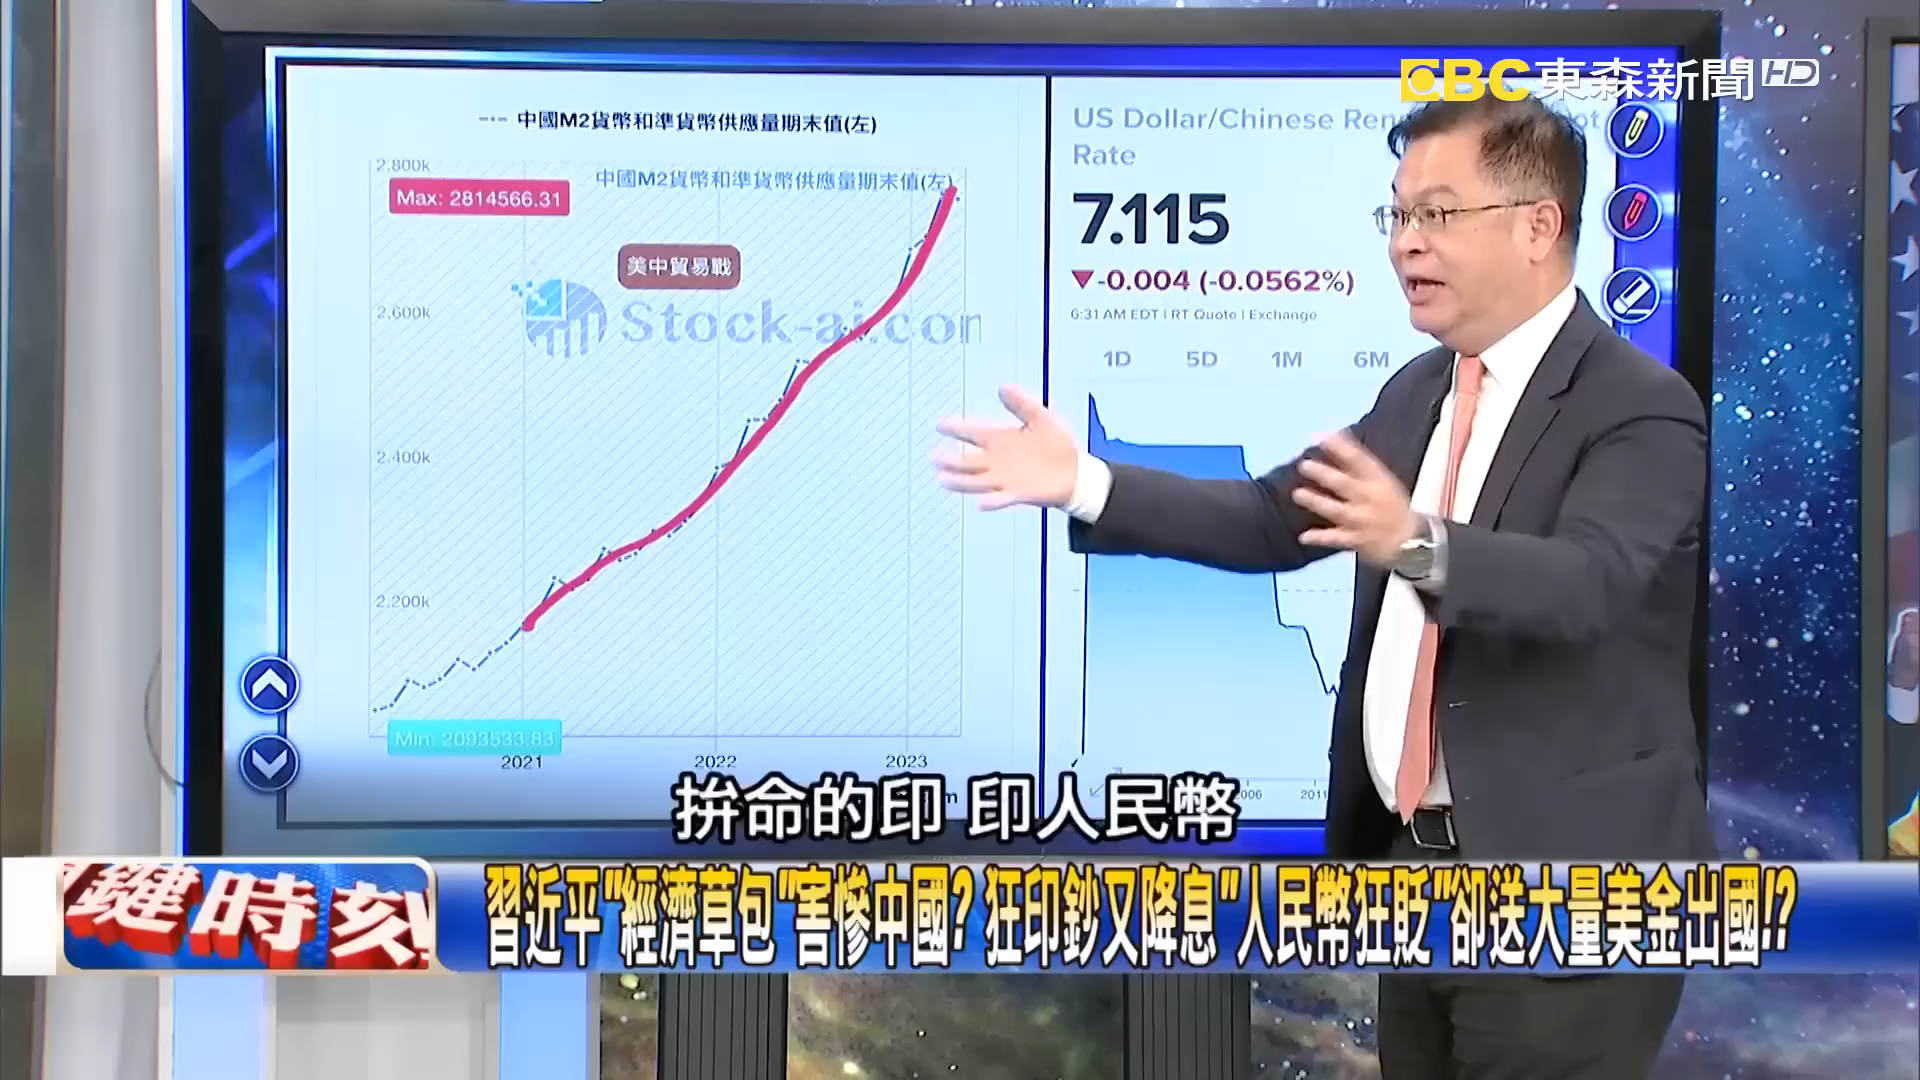 EBC東森新聞HD
中國M2貨幣和準貨幣供應量期末值(左)
2,800k
中國M2貨幣和準貨幣供應量期末值(左)
Max: 2814566.31
美中貿易戰
2,600k
Stock-ai.com
2,400k
2,200k
Min: 2093533.83
2021 2022 2023
US Dollar/Chinese Ren
Rate
7.115
▼-0.004 (-0.0562%)
6:31 AM EDT | RT Quote | Exchange
1D 5D 1M 6M
2006 2011
拚命的印 印人民幣
鍵時刻
習近平"經濟草包"害慘中國?狂印鈔又降息"人民幣狂貶"卻送大量美金出國!?